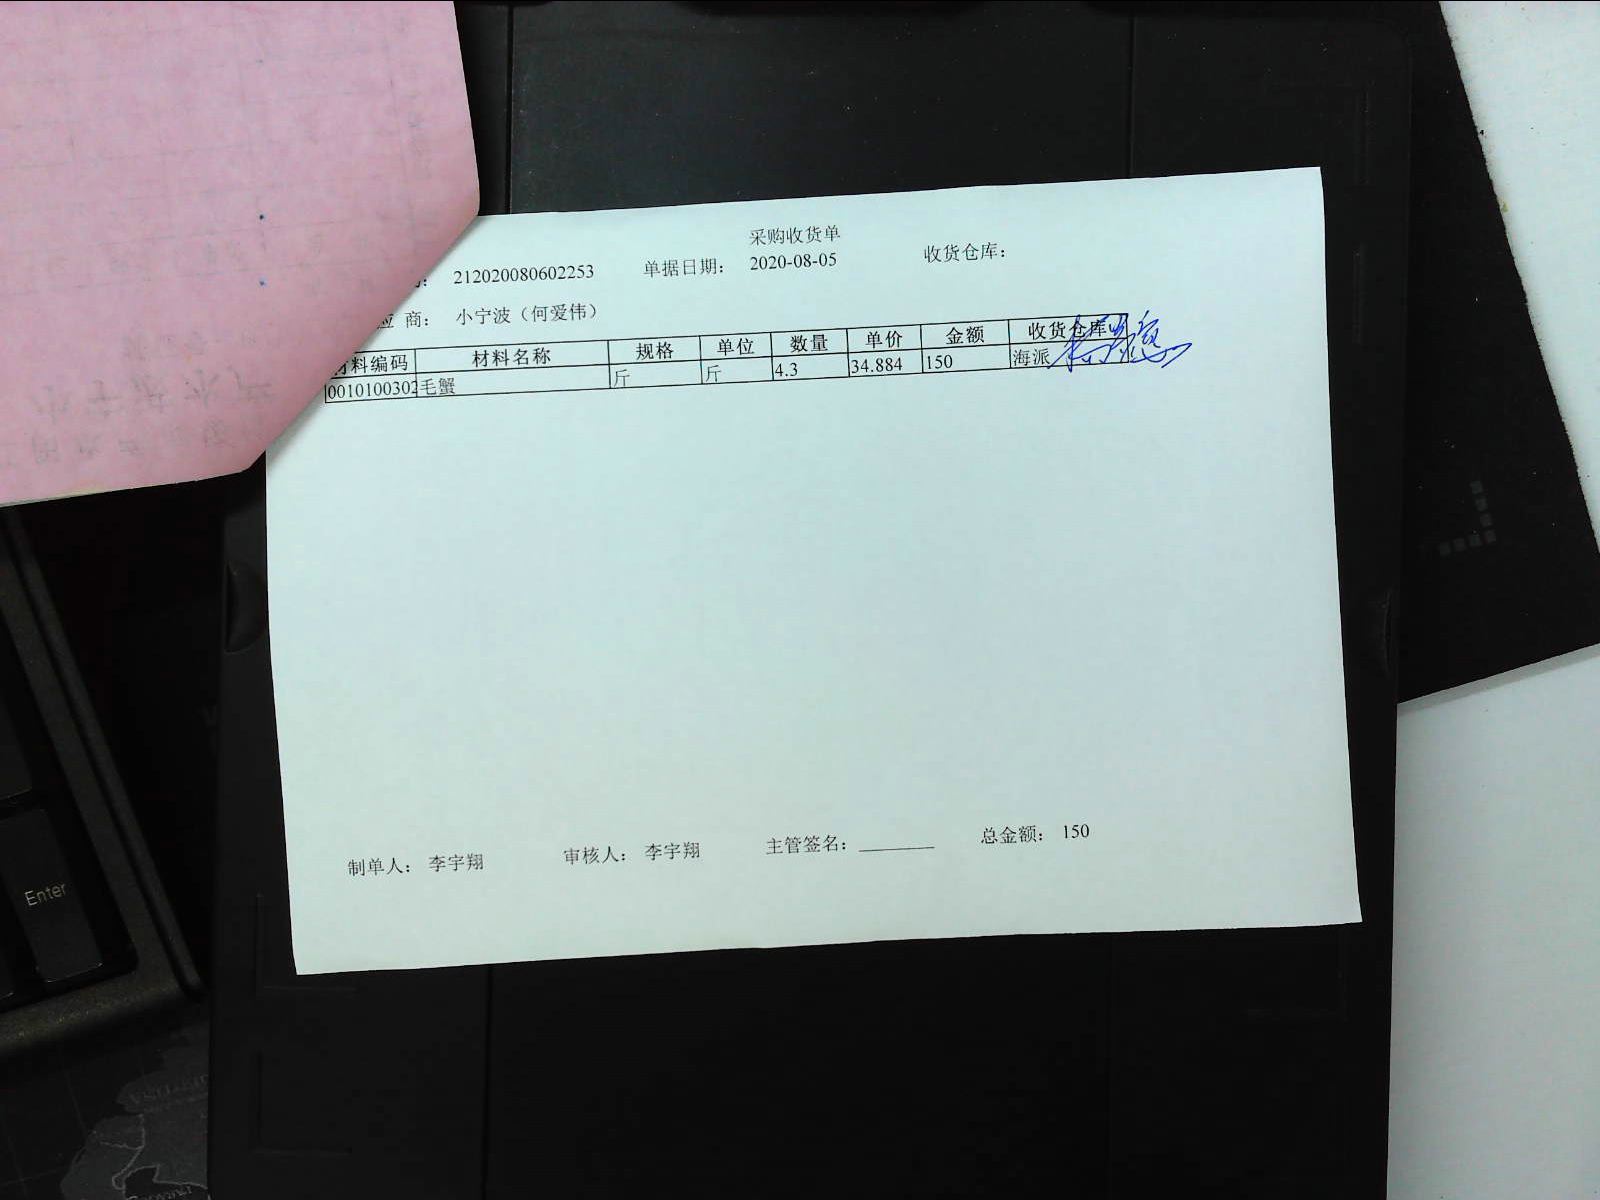 采购收货单
212020080602253 单据日期： 2020-08-05 收货仓库：
应 商： 小宁波（何爱伟）
材料编码 材料名称 规格 单位 数量 单价 金额 收货仓库
0010100302 毛蟹 斤 斤 4.3 34.884 150 海派
制单人： 李宇翔 审核人： 李宇翔 主管签名： 总金额： 150
Enter